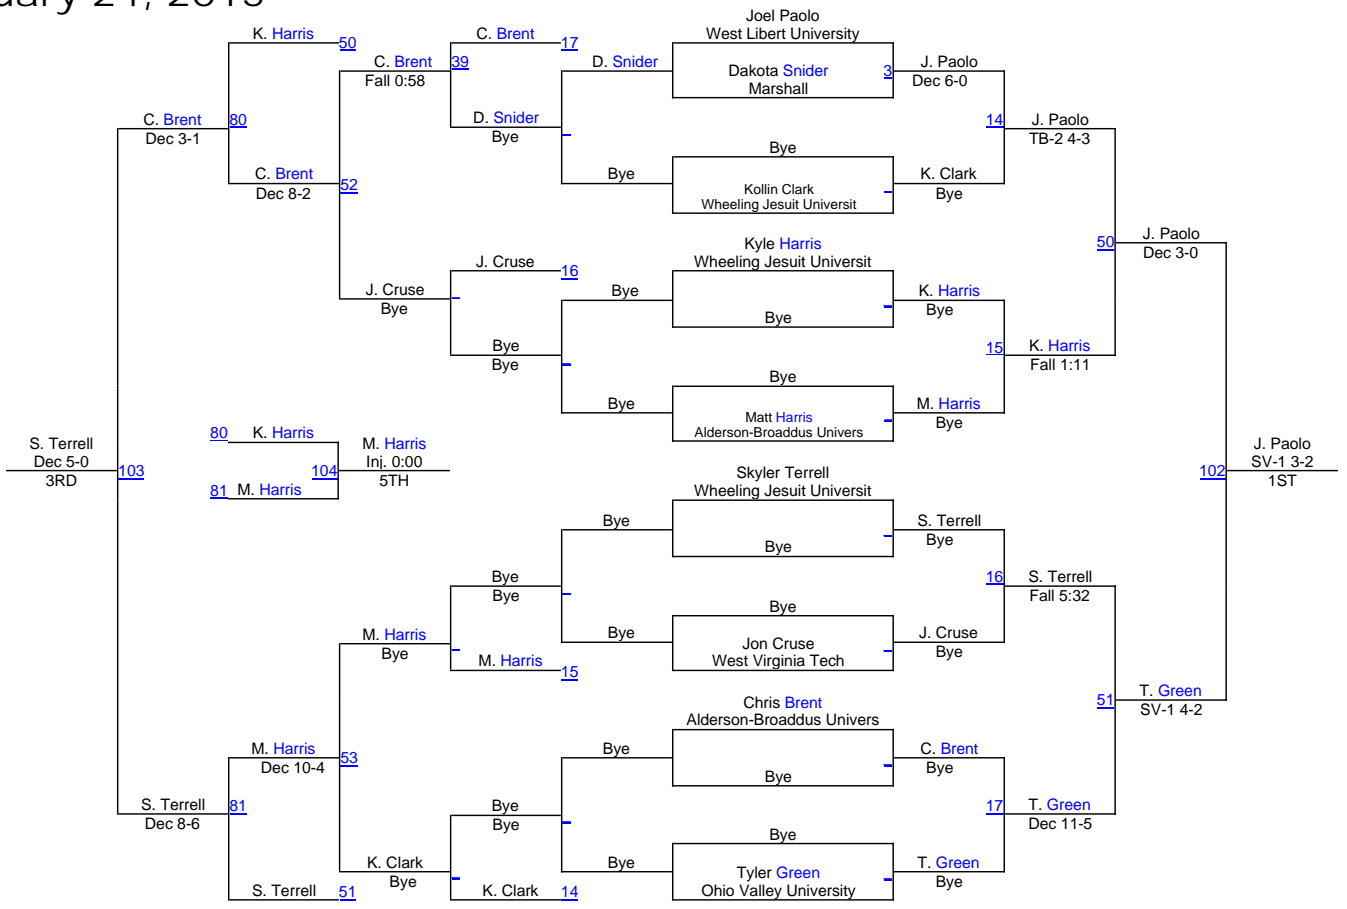 uary 24, 2015
Joel Paolo
K. Harris
C. Brent
West Libert University
50
17
C. Brent
39
D. Snider
J. Paolo
Fall 0:58
Dakota Snider
3
Dec 6-0
Marshall
C. Brent
80
D. Snider
14
J. Paolo
Dec 3-1
Bye
TB-2 4-3
Bye
C. Brent
Bye
K. Clark
Dec 8-2
52
Kollin Clark
Bye
Wheeling Jesuit Universit
Kyle Harris
50
J. Paolo
J. Cruse
Wheeling Jesuit Universit
Dec 3-0
16
J. Cruse
Bye
K. Harris
Bye
Bye
Bye
Bye
15
K. Harris
Bye
Fall 1:11
Bye
Bye
M. Harris
Matt Harris
Bye
80
K. Harris
Alderson-Broaddus Univers
S. Terrell
M. Harris
J. Paolo
Dec 5-0
Inj. 0:00
SV-1 3-2
103
104
102
3RD
5TH
Skyler Terrell
1ST
81
M. Harris
Wheeling Jesuit Universit
Bye
S. Terrell
Bye
Bye
Bye
16
S. Terrell
Bye
Fall 5:32
Bye
M. Harris
Bye
J. Cruse
Bye
Jon Cruse
Bye
M. Harris
West Virginia Tech
15
Chris Brent
51
T. Green
Alderson-Broaddus Univers
SV-1 4-2
M. Harris
53
Bye
C. Brent
Dec 10-4
Bye
Bye
S. Terrell
81
Bye
17
T. Green
Dec 8-6
Bye
Dec 11-5
Bye
K. Clark
Bye
T. Green
Bye
Tyler Green
Bye
S. Terrell
51
K. Clark
14
Ohio Valley University